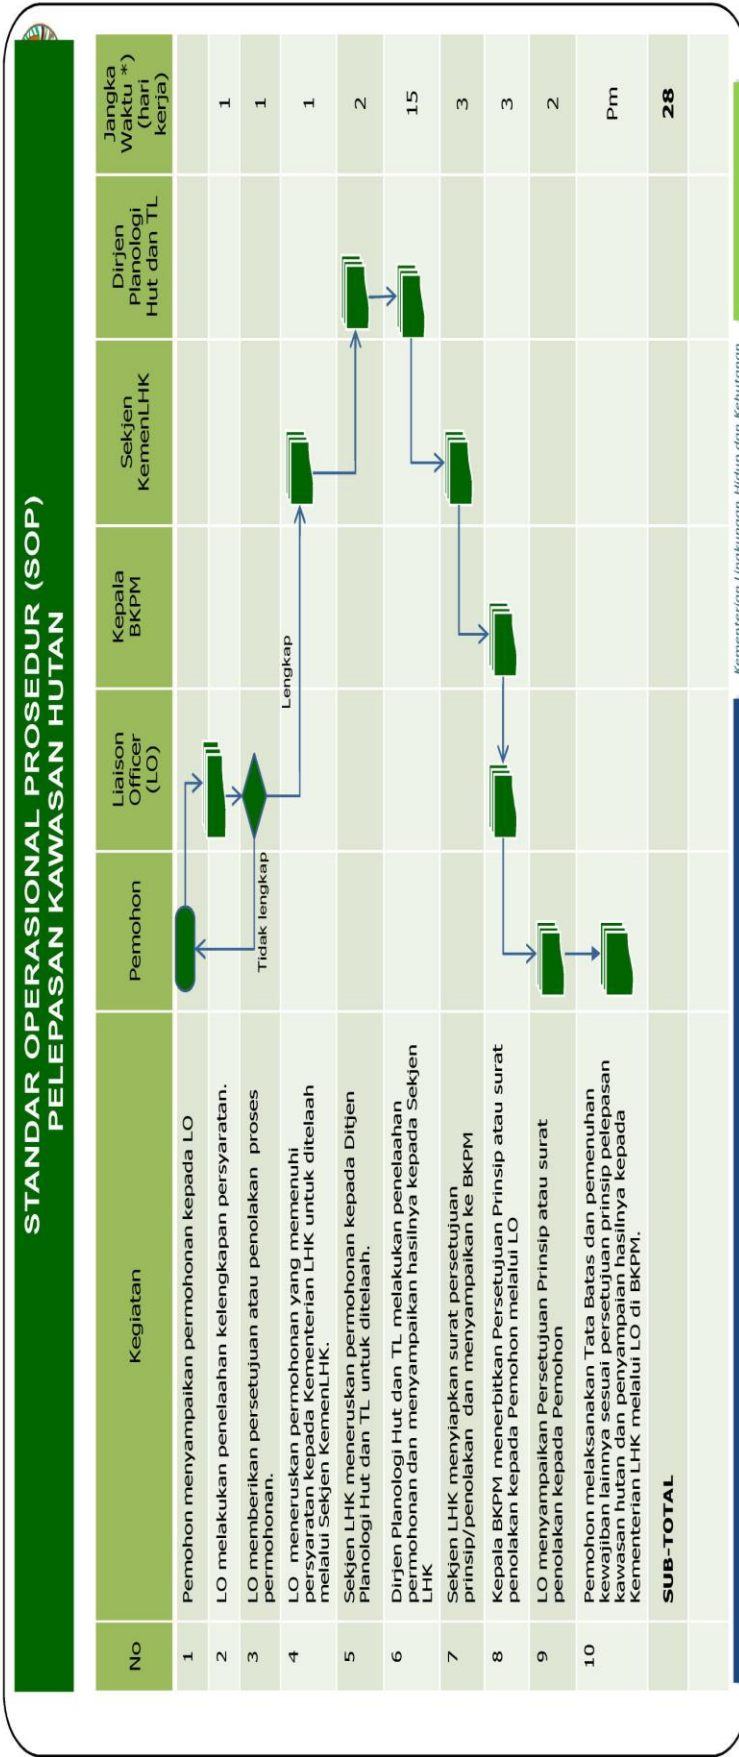 STANDAR OPERASIONAL PROSEDUR (SOP)
PELEPASAN KAWASAN HUTAN
No
Kegiatan
Pemohon
Liaison
Officer
(LO)
Kepala
BKPM
Sekjen
KemenLHK
Dirjen
Planologi
Hut dan TL
Jangka
Waktu *)
(hari
kerja)
1
Pemohon menyampaikan permohonan kepada LO
2
LO melakukan penelaahan kelengkapan persyaratan.
1
3
LO memberikan persetujuan atau penolakan proses
permohonan.
1
Tidak lengkap
Lengkap
4
LO meneruskan permohonan yang memenuhi
persyaratan kepada Kementerian LHK untuk ditelaah
melalui Sekjen KemenLHK.
1
5
Sekjen LHK meneruskan permohonan kepada Ditjen
Planologi Hut dan TL untuk ditelaah.
2
6
Dirjen Planologi Hut dan TL melakukan penelaahan
permohonan dan menyampaikan hasilnya kepada Sekjen
LHK
15
7
Sekjen LHK menyiapkan surat persetujuan
prinsip/penolakan dan menyampaikan ke BKPM
3
8
Kepala BKPM menerbitkan Persetujuan Prinsip atau surat
penolakan kepada Pemohon melalui LO
3
9
LO menyampaikan Persetujuan Prinsip atau surat
penolakan kepada Pemohon
2
10
Pemohon melaksanakan Tata Batas dan pemenuhan
kewajiban lainnya sesuai persetujuan prinsip pelepasan
kawasan hutan dan penyampaian hasilnya kepada
Kementerian LHK melalui LO di BKPM.
Pm
SUB-TOTAL
28
Kementerian Lingkungan Hidup dan Kehutanan